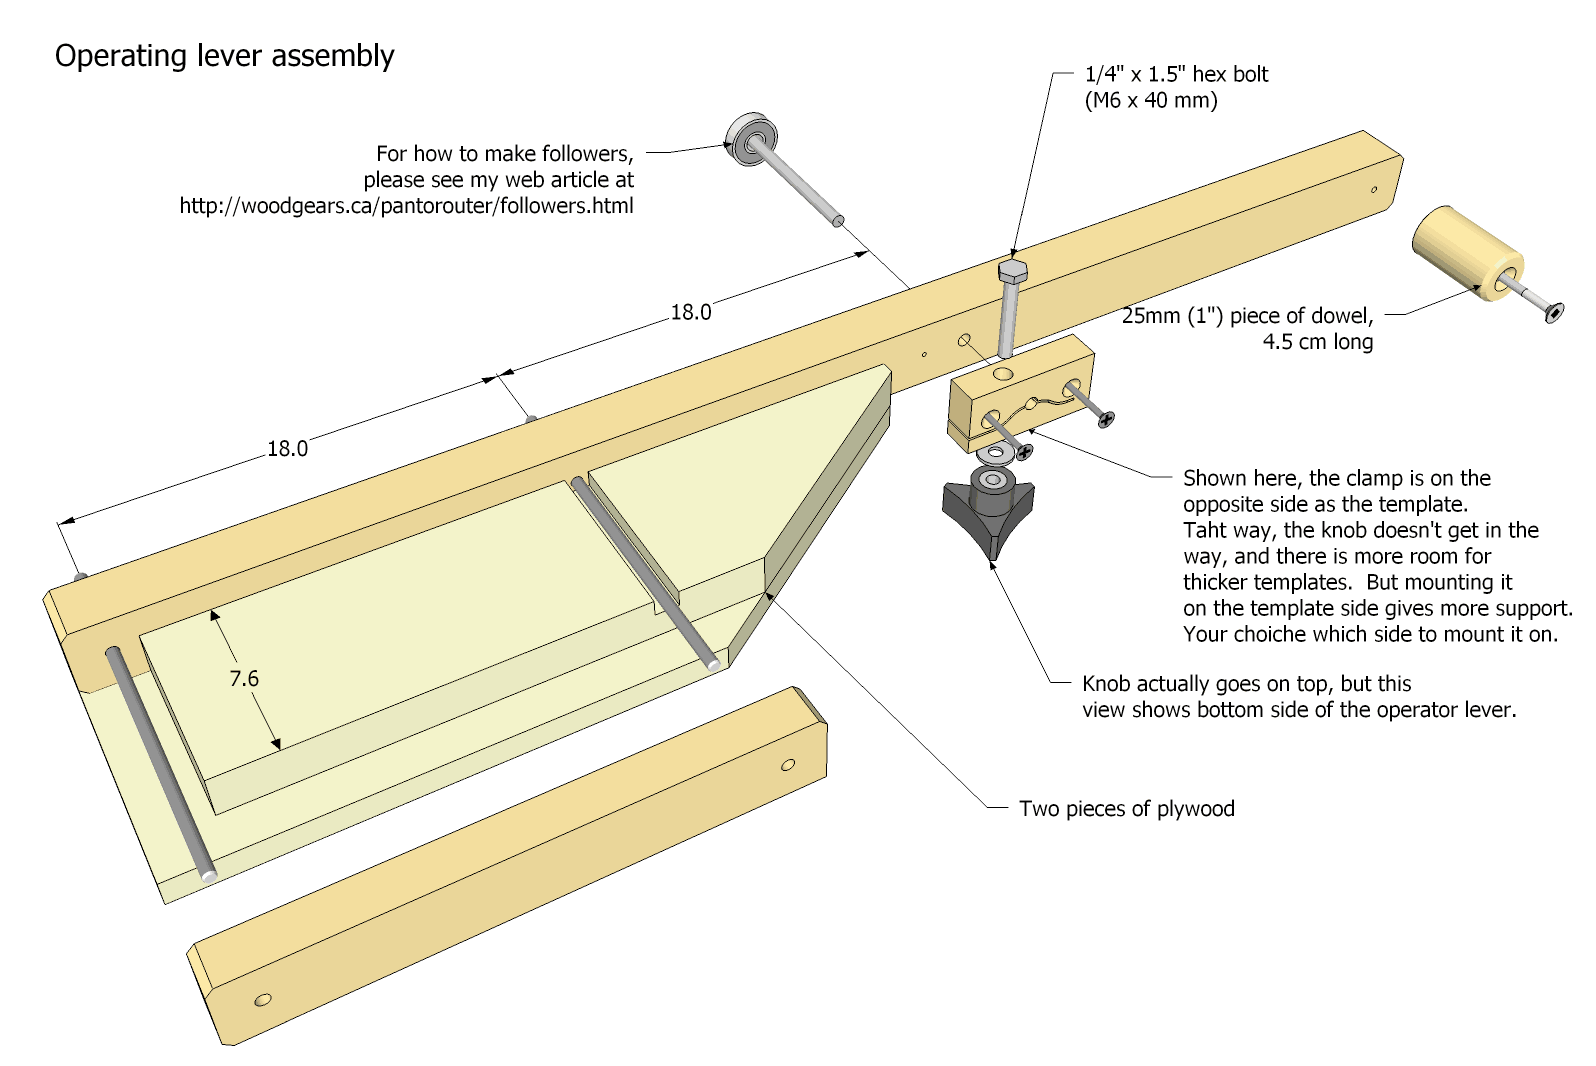 Operating lever assembly
1/4" x 1.5" hex bolt
(M6 x 40 mm)
For how to make followers,
please see my web article at
http://woodgears.ca/pantorouter/followers.html
18.0
25mm (1") piece of dowel,
4.5 cm long
18.0
Shown here, the clamp is on the
opposite side as the template.
Taht way, the knob doesn't get in the
way, and there is more room for
thicker templates.  But mounting it
on the template side gives more support.
Your choiche which side to mount it on.
7.6
Knob actually goes on top, but this
view shows bottom side of the operator lever.
Two pieces of plywood